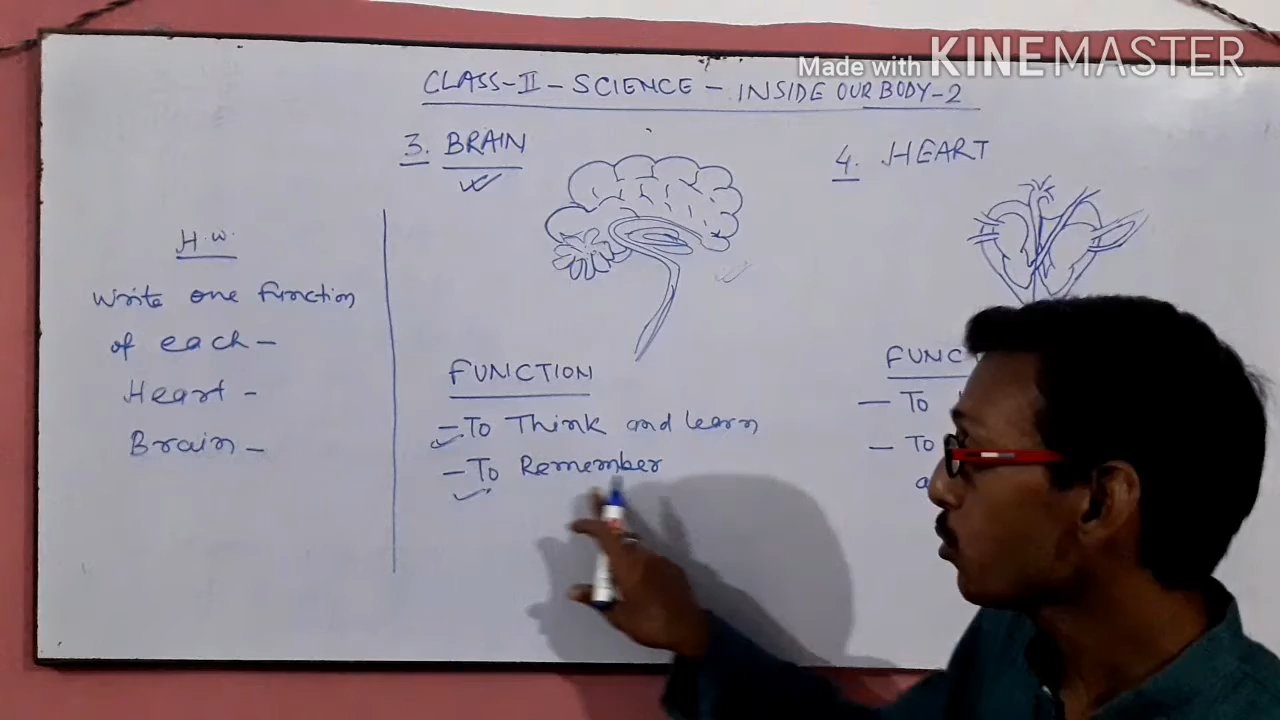 Made with KINEMASTER
CLASS-II - SCIENCE - INSIDE OUR BODY-2
3. BRAIN
4. HEART
H.W.
Write one function
of each -
Heart -
Brain -
FUNCTION
- To Think and learn
- To Remember
FUNC
- To
- To